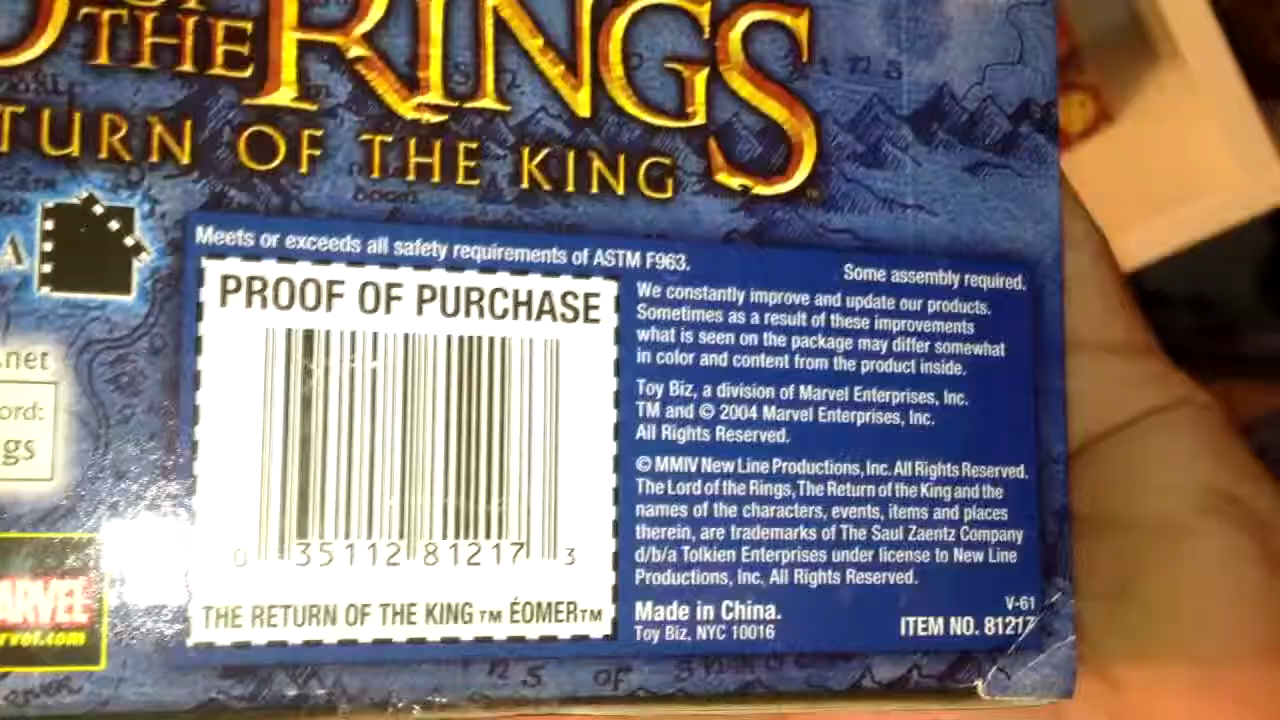 OF
THE RINGS
TURN OF THE KING
Meets or exceeds all safety requirements of ASTM F963.
Some assembly required.
PROOF OF PURCHASE
0 35112 81217 3
THE RETURN OF THE KING™ ÉOMER™
We constantly improve and update our products.
Sometimes as a result of these improvements
what is seen on the package may differ somewhat
in color and content from the product inside.
Toy Biz, a division of Marvel Enterprises, Inc.
TM and © 2004 Marvel Enterprises, Inc.
All Rights Reserved.
© MMIV New Line Productions, Inc. All Rights Reserved.
The Lord of the Rings, The Return of the King and the
names of the characters, events, items and places
therein, are trademarks of The Saul Zaentz Company
d/b/a Tolkien Enterprises under license to New Line
Productions, Inc. All Rights Reserved.
Made in China.
Toy Biz, NYC 10016
V-61
ITEM NO. 81217
A
.net
ord:
gs
ARVEL
rvel.com
of